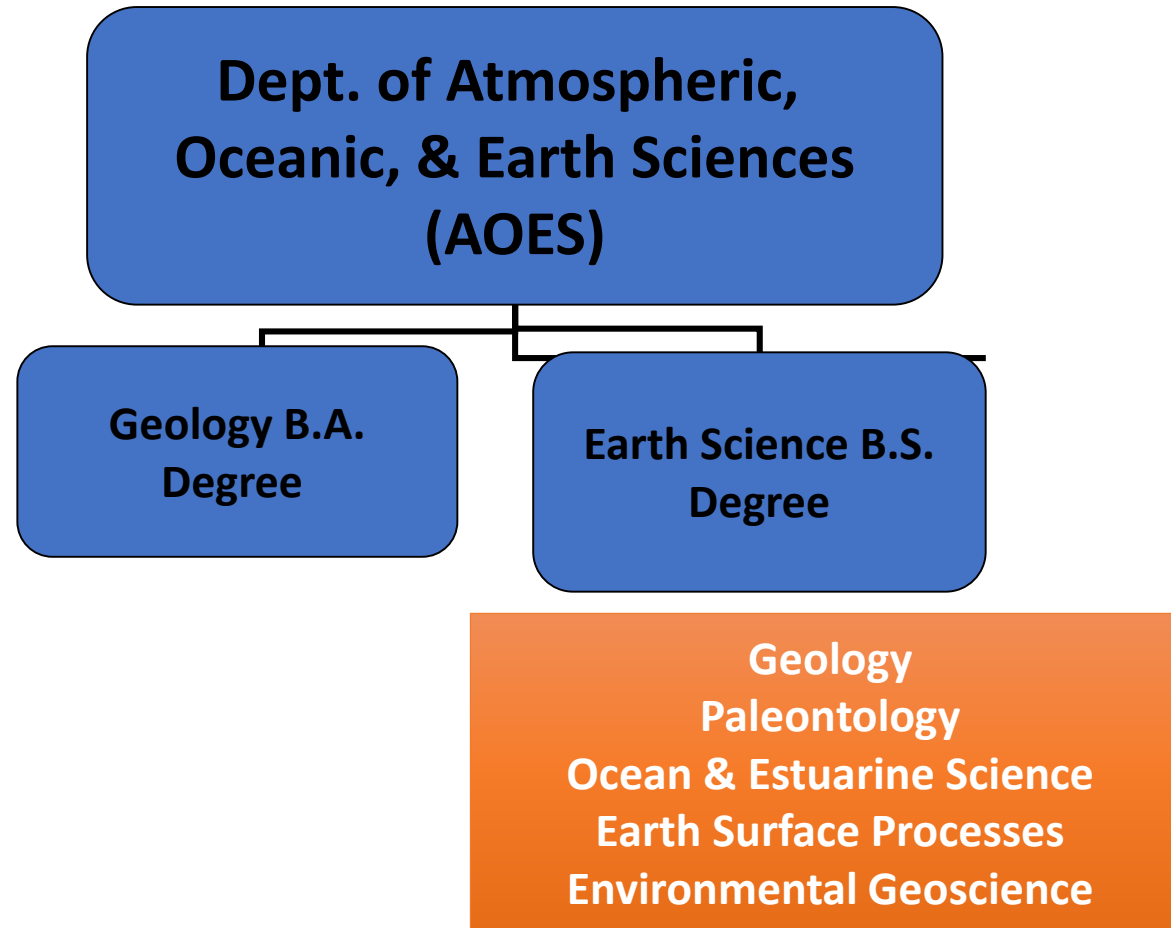 Dept. of Atmospheric,
Oceanic, & Earth Sciences
(AOES)
Geology B.A.
Degree
Earth Science B.S.
Degree
Geology
Paleontology
Ocean & Estuarine Science
Earth Surface Processes
Environmental Geoscience